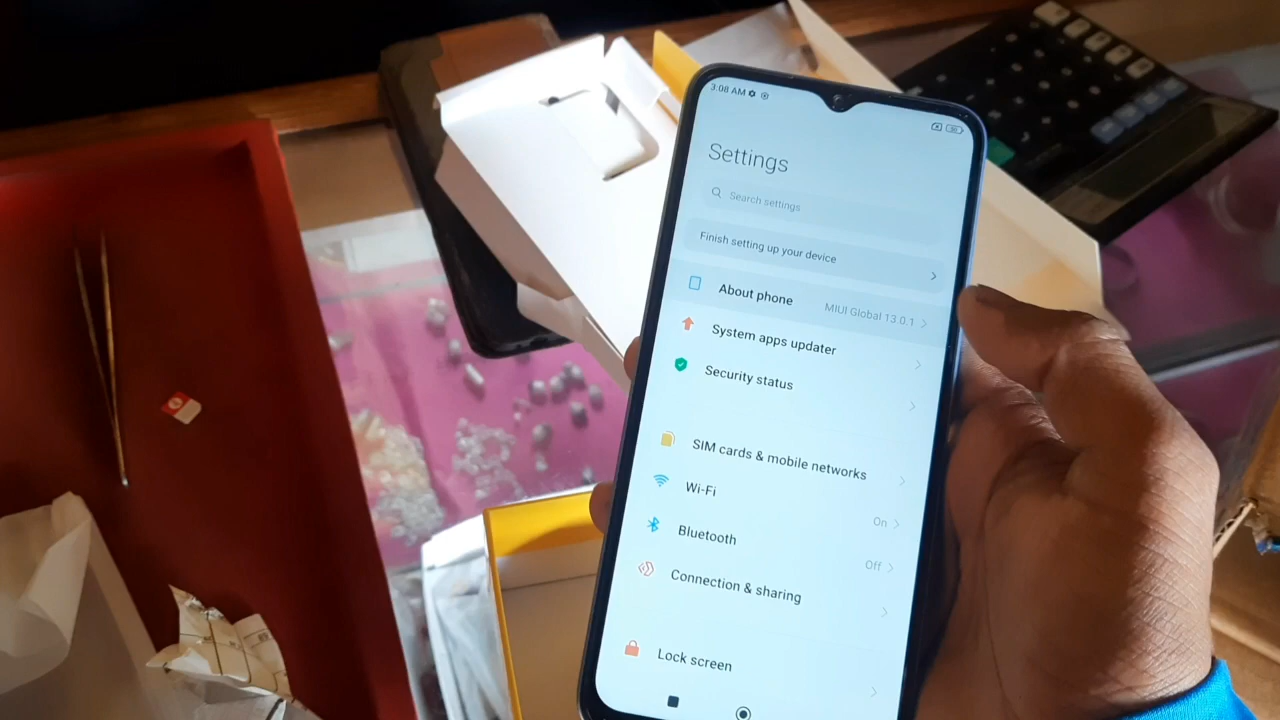 3:08 AM
30
Settings
Search settings
Finish setting up your device
About phone MIUI Global 13.0.1
System apps updater
Security status
SIM cards & mobile networks
Wi-Fi On
Bluetooth Off
Connection & sharing
Lock screen